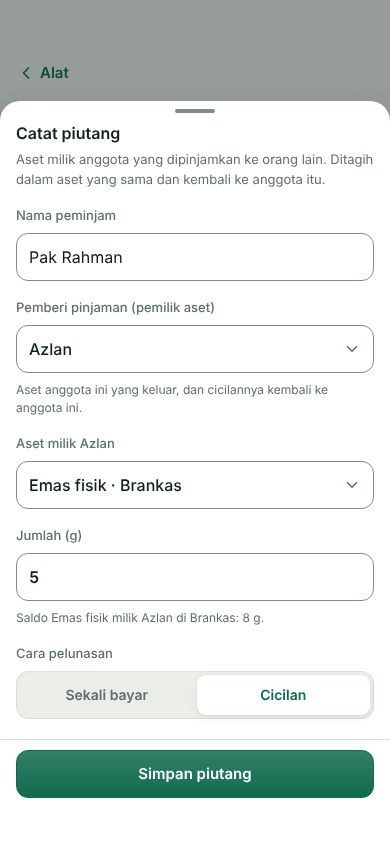 Alat
Catat piutang
Aset milik anggota yang dipinjamkan ke orang lain. Ditagih
dalam aset yang sama dan kembali ke anggota itu.
Nama peminjam
Pak Rahman
Pemberi pinjaman (pemilik aset)
Azlan
Aset anggota ini yang keluar, dan cicilannya kembali ke
anggota ini.
Aset milik Azlan
Emas fisik · Brankas
Jumlah (g)
5
Saldo Emas fisik milik Azlan di Brankas: 8 g.
Cara pelunasan
Sekali bayar
Cicilan
Simpan piutang